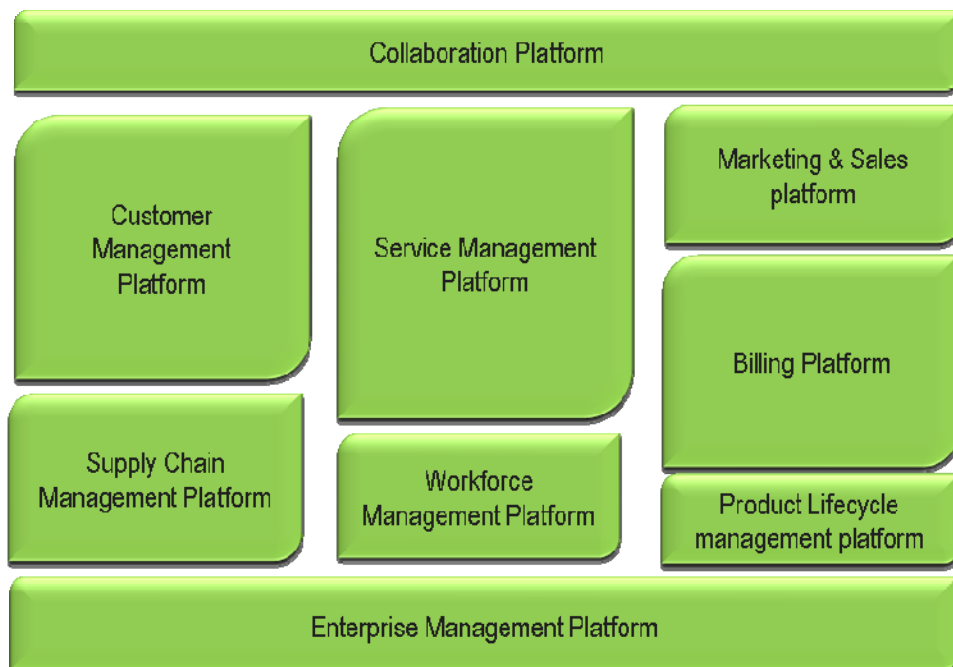 Collaboration Platform
Customer
Management
Platform
Service Management
Platform
Marketing & Sales
platform
Billing Platform
Supply Chain
Management Platform
Workforce
Management Platform
Product Lifecycle
management platform
Enterprise Management Platform